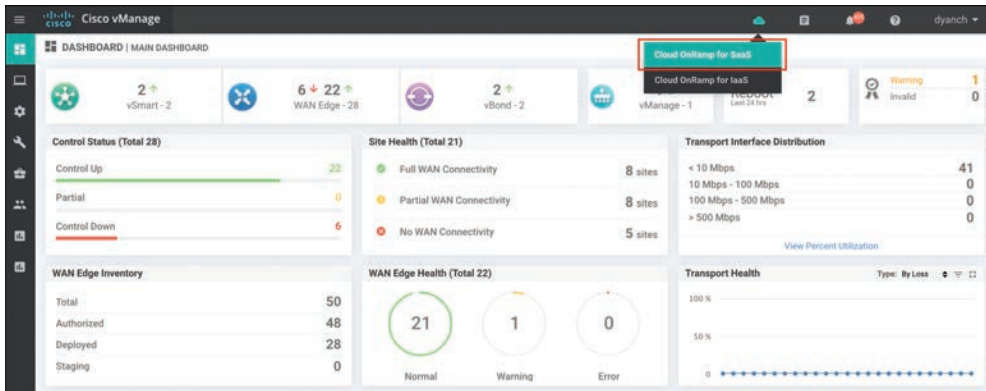 cisco Cisco vManage
dyanch
DASHBOARD | MAIN DASHBOARD
Cloud OnRamp for SaaS
Cloud OnRamp for IaaS
2
vSmart - 2
6 22
WAN Edge - 28
2
vBond - 2
vManage - 1
Reboot
Last 24 hrs
2
Warning 1
Invalid 0
Control Status (Total 28)
Control Up 22
Partial 0
Control Down 6
Site Health (Total 21)
Full WAN Connectivity 8 sites
Partial WAN Connectivity 8 sites
No WAN Connectivity 5 sites
Transport Interface Distribution
< 10 Mbps 41
10 Mbps - 100 Mbps 0
100 Mbps - 500 Mbps 0
> 500 Mbps 0
View Percent Utilization
WAN Edge Inventory
Total 50
Authorized 48
Deployed 28
Staging 0
WAN Edge Health (Total 22)
21 1 0
Normal Warning Error
Transport Health Type: By Loss
100 %
50 %
0